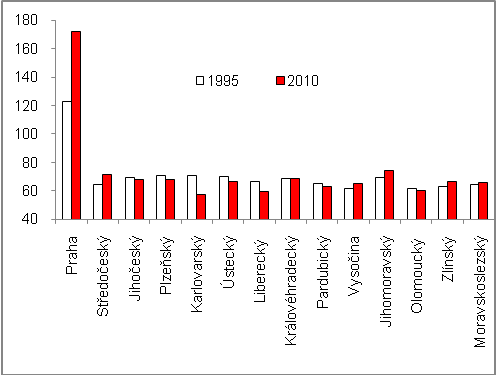 180
160
140
120
100
80
60
40
1995
2010
Praha
Středočeský
Jihočeský
Plzeňský
Karlovarský
Ústecký
Liberecký
Královéhradecký
Pardubický
Vysočina
Jihomoravský
Olomoucký
Zlínský
Moravskoslezský